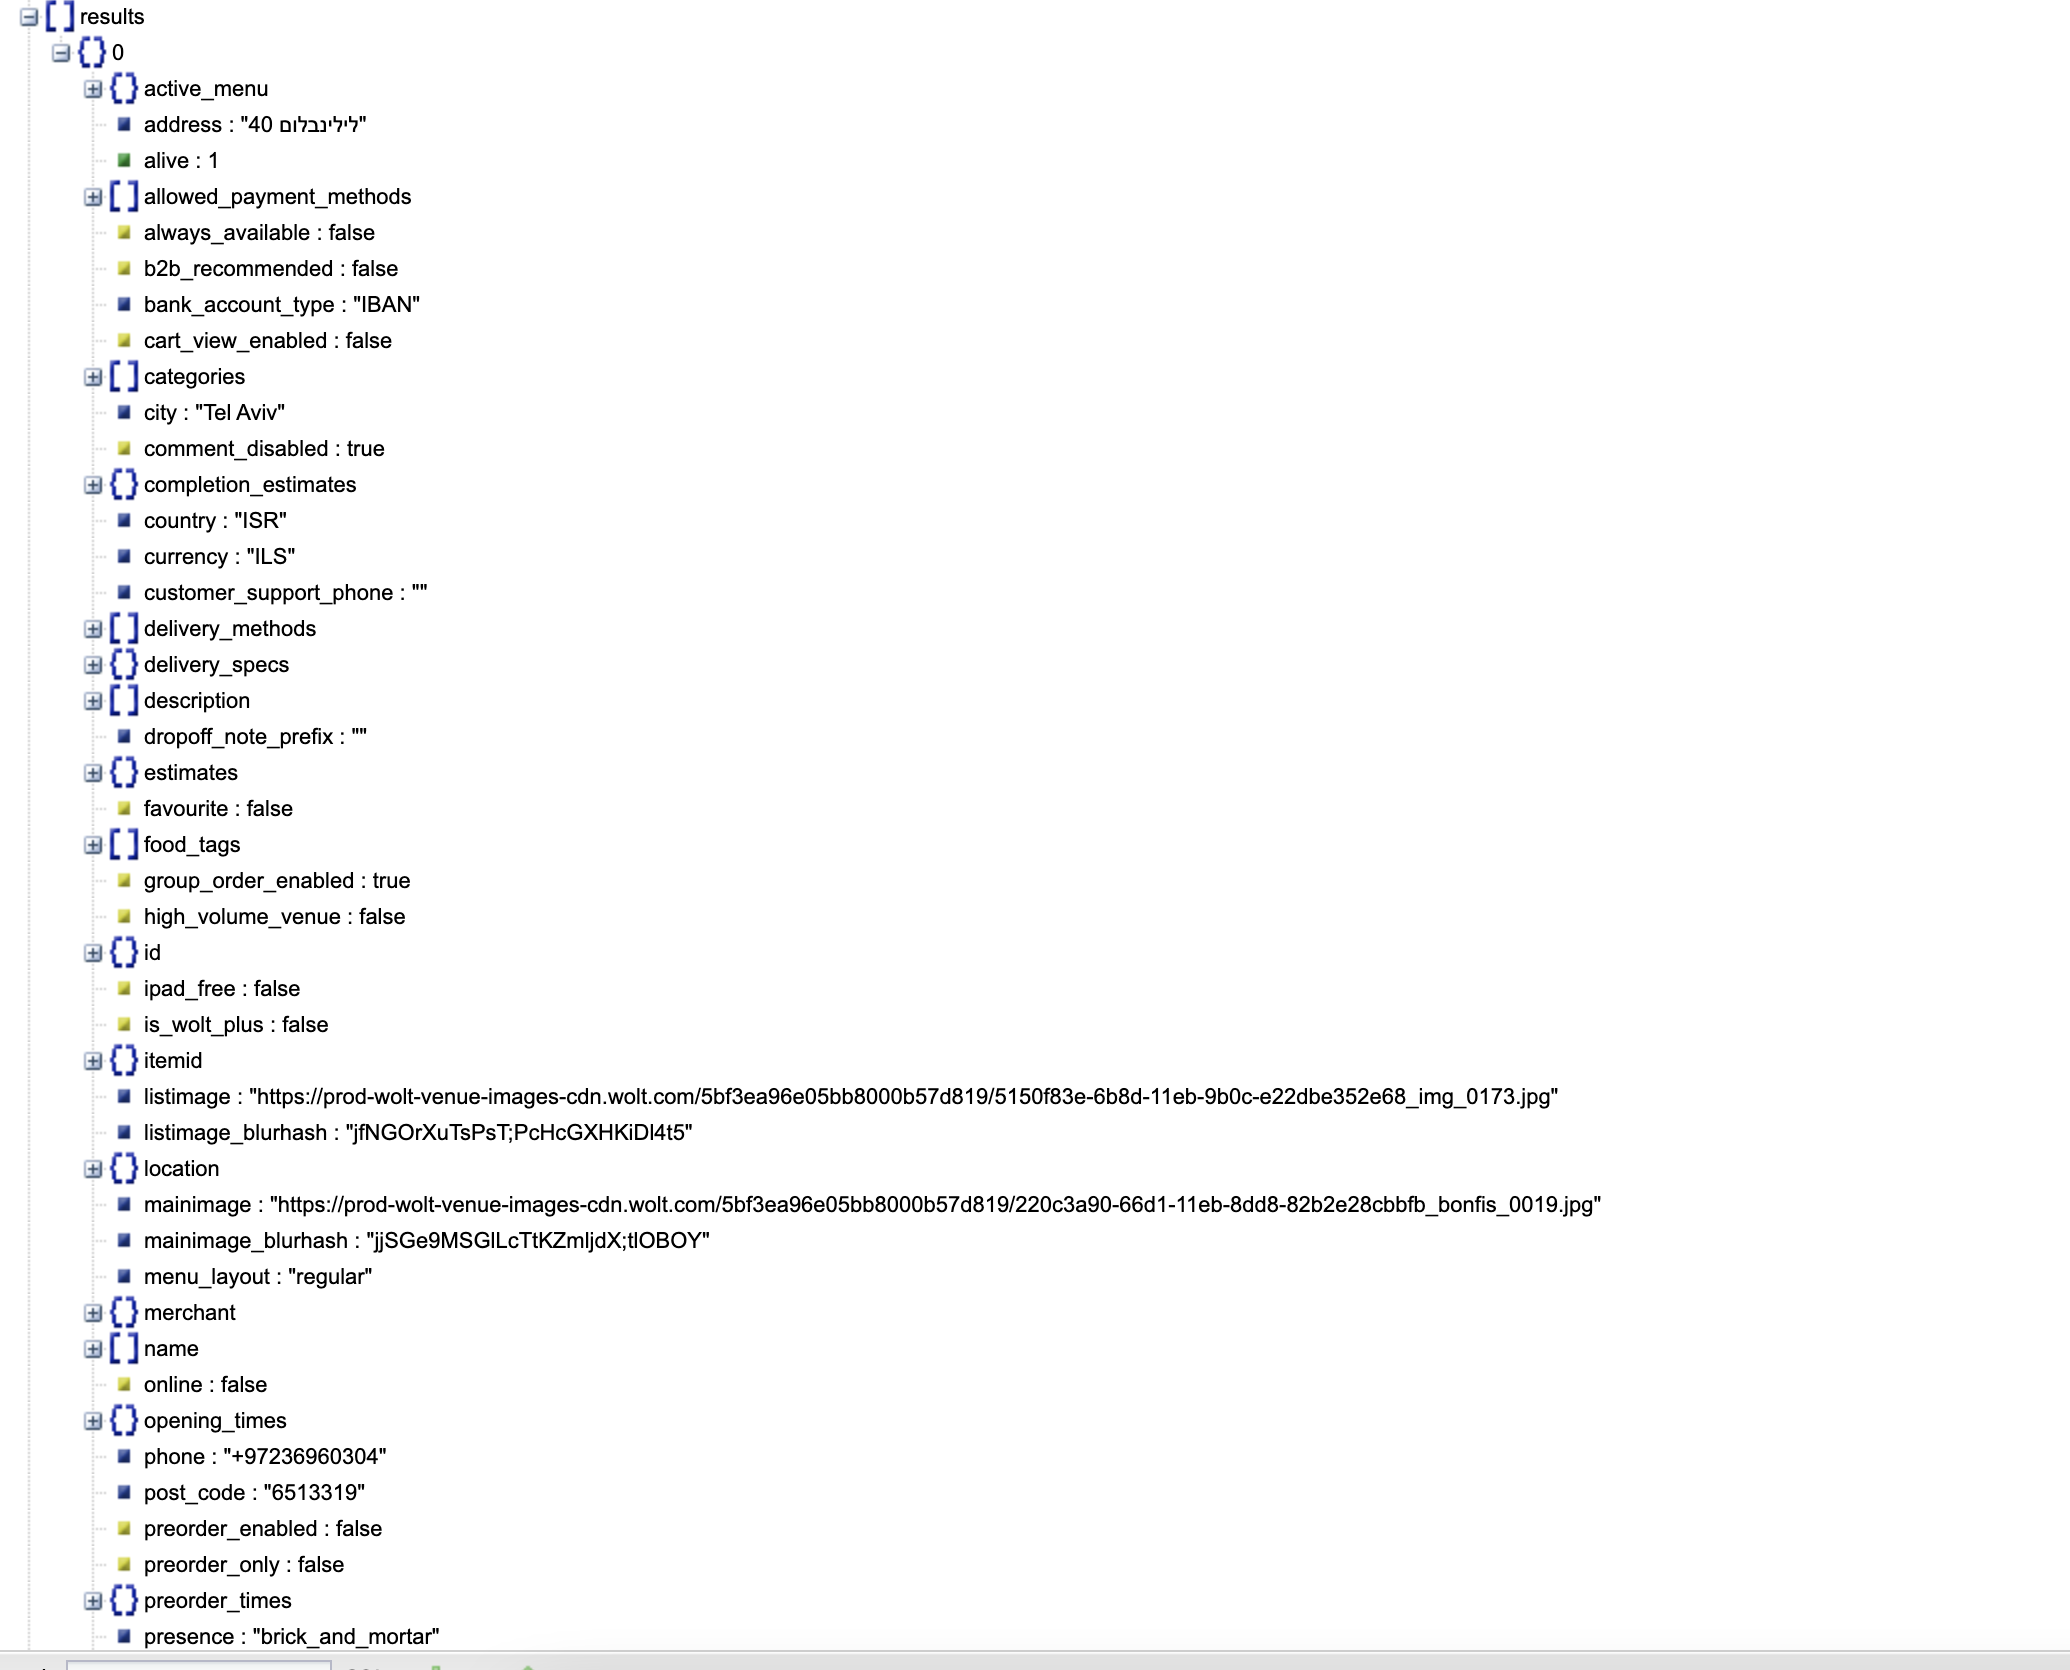 results
0
active_menu
address : "לילינבלום 40"
alive : 1
allowed_payment_methods
always_available : false
b2b_recommended : false
bank_account_type : "IBAN"
cart_view_enabled : false
categories
city : "Tel Aviv"
comment_disabled : true
completion_estimates
country : "ISR"
currency : "ILS"
customer_support_phone : ""
delivery_methods
delivery_specs
description
dropoff_note_prefix : ""
estimates
favourite : false
food_tags
group_order_enabled : true
high_volume_venue : false
id
ipad_free : false
is_wolt_plus : false
itemid
listimage : "https://prod-wolt-venue-images-cdn.wolt.com/5bf3ea96e05bb8000b57d819/5150f83e-6b8d-11eb-9b0c-e22dbe352e68_img_0173.jpg"
listimage_blurhash : "jfNGOrXuTsPsT;PcHcGXHKiDl4t5"
location
mainimage : "https://prod-wolt-venue-images-cdn.wolt.com/5bf3ea96e05bb8000b57d819/220c3a90-66d1-11eb-8dd8-82b2e28cbbfb_bonfis_0019.jpg"
mainimage_blurhash : "jjSGe9MSGlLcTtKZmljdX;tlOBOY"
menu_layout : "regular"
merchant
name
online : false
opening_times
phone : "+97236960304"
post_code : "6513319"
preorder_enabled : false
preorder_only : false
preorder_times
presence : "brick_and_mortar"